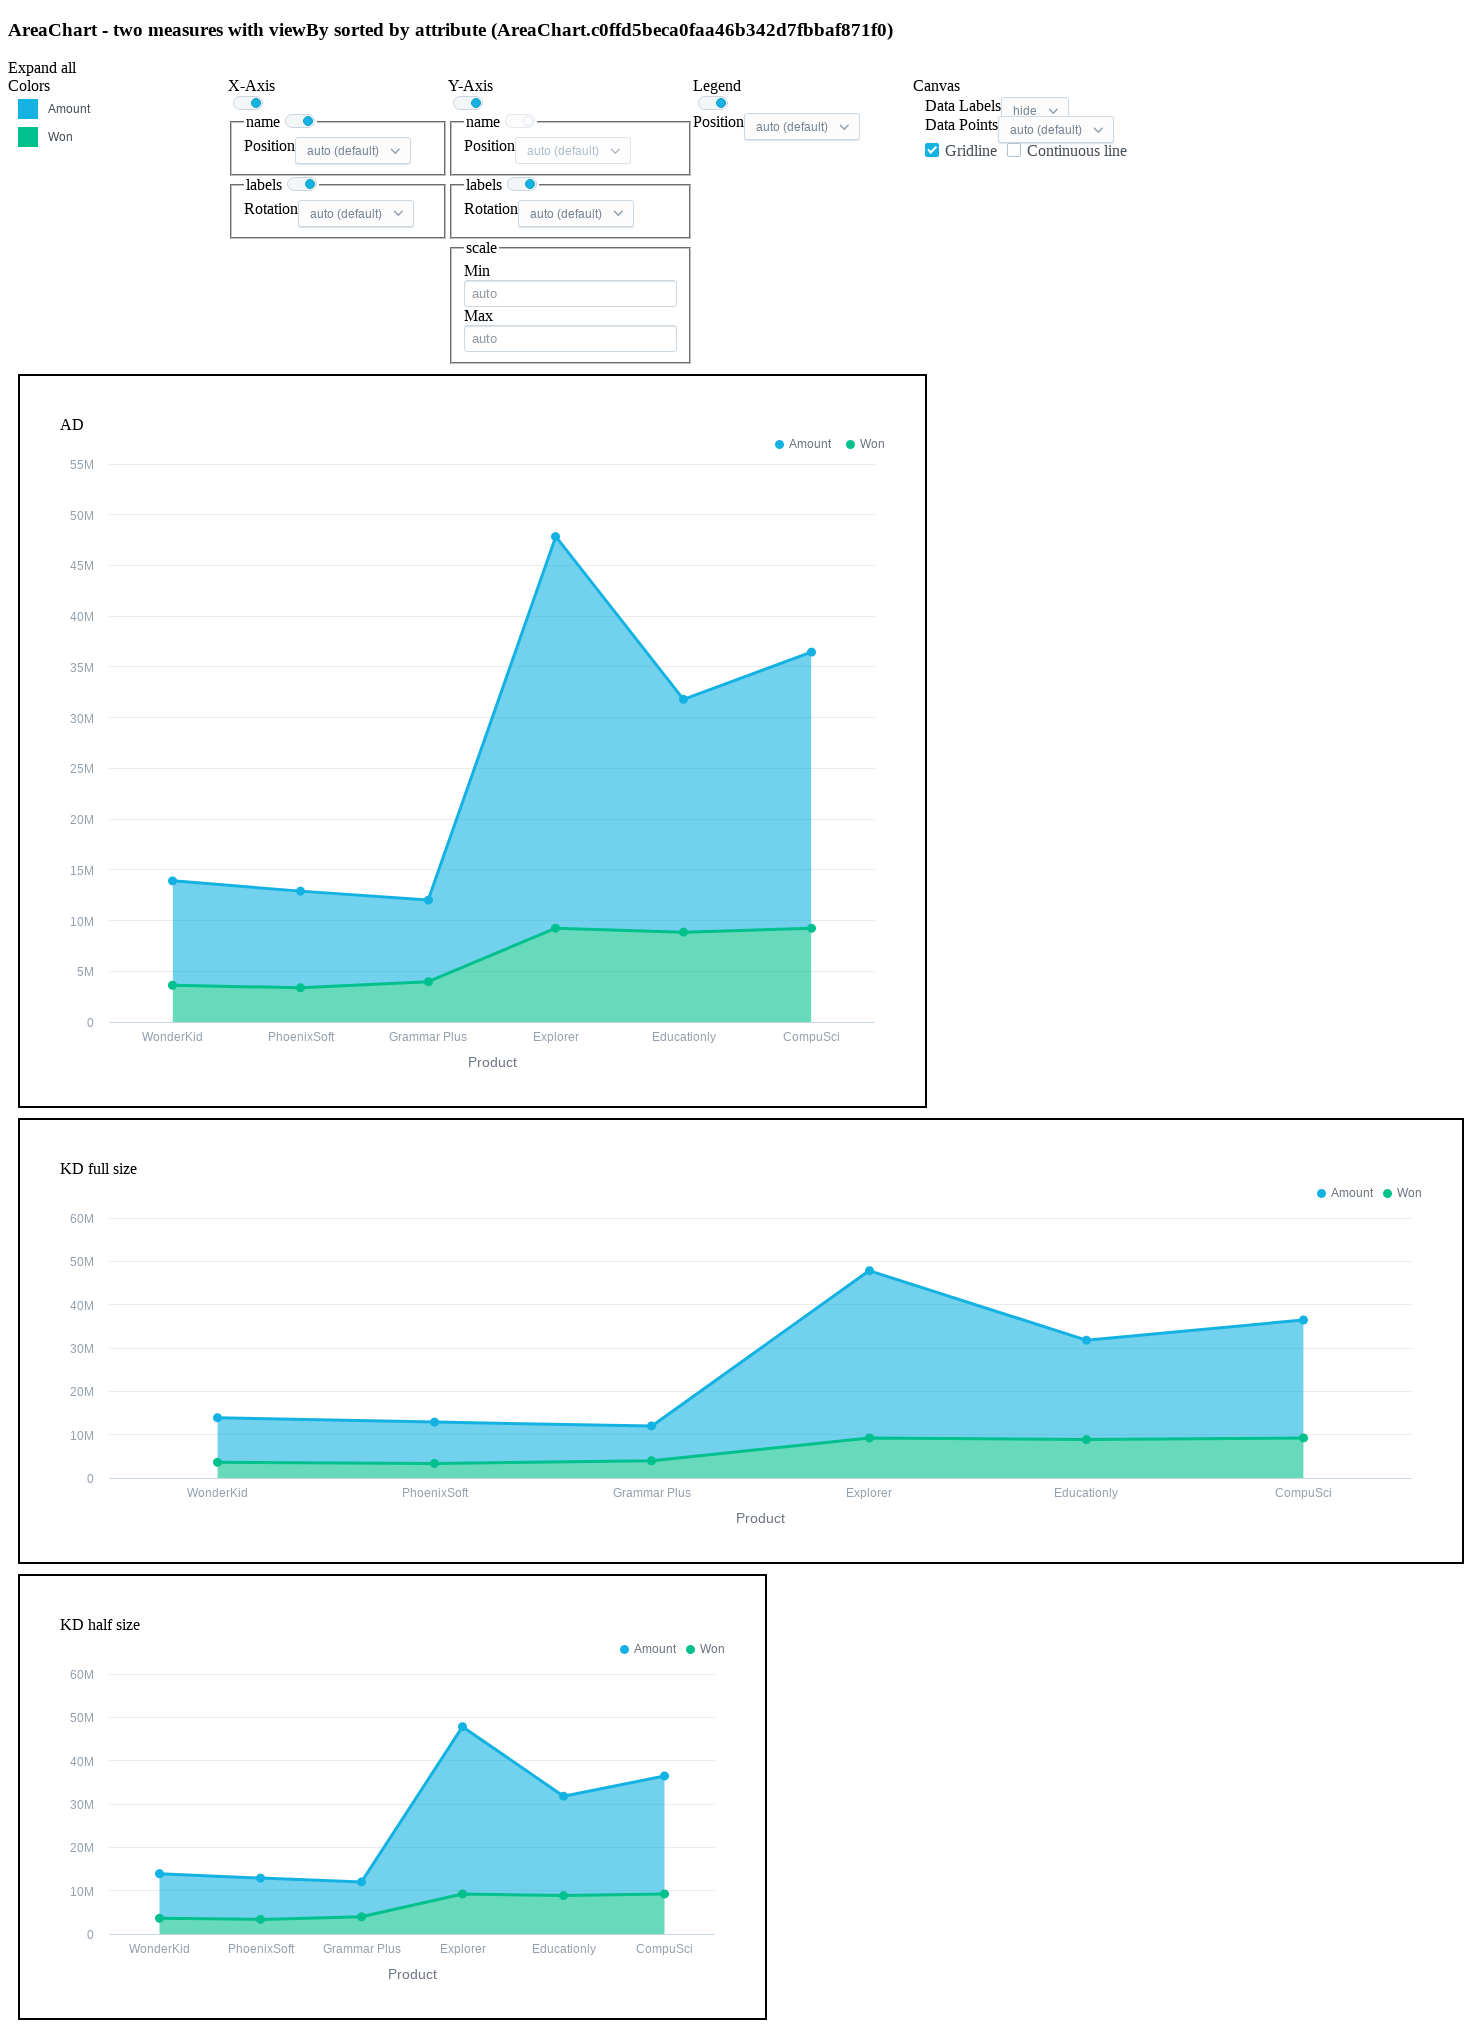 AreaChart - two measures with viewBy sorted by attribute (AreaChart.c0ffd5beca0faa46b342d7fbbaf871f0)
Expand all
Colors
Amount
Won
X-Axis
name
Position auto (default)
labels
Rotation auto (default)
Y-Axis
name
Position auto (default)
labels
Rotation auto (default)
scale
Min
auto
Max
auto
Legend
Position auto (default)
Canvas
Data Labels hide
Data Points auto (default)
Gridline Continuous line
AD
Amount Won
55M
50M
45M
40M
35M
30M
25M
20M
15M
10M
5M
0
WonderKid PhoenixSoft Grammar Plus Explorer Educationly CompuSci
Product
KD full size
Amount Won
60M
50M
40M
30M
20M
10M
0
WonderKid PhoenixSoft Grammar Plus Explorer Educationly CompuSci
Product
KD half size
Amount Won
60M
50M
40M
30M
20M
10M
0
WonderKid PhoenixSoft Grammar Plus Explorer Educationly CompuSci
Product